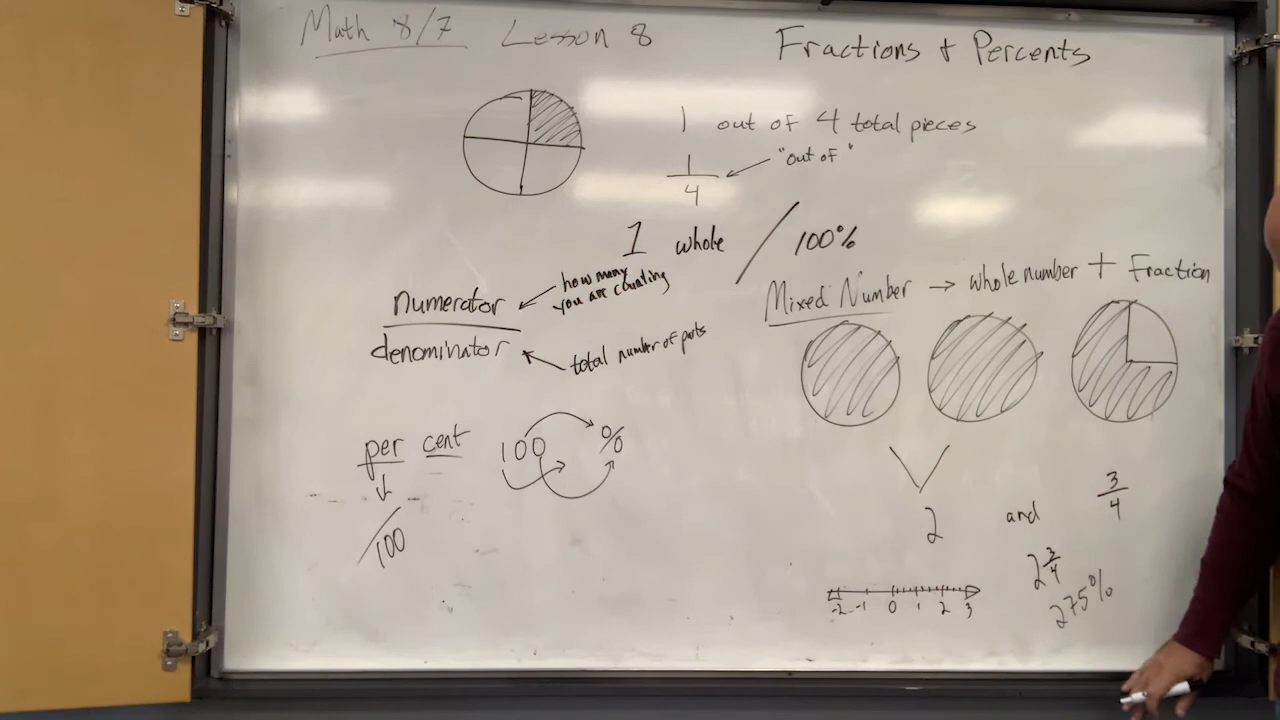 Math 8/7 Lesson 8
Fractions + Percents
1 out of 4 total pieces
1/4
"out of"
1 whole / 100%
numerator
how many
you are counting
denominator
total number of parts
Mixed Number → whole number + Fraction
per cent
100 %
/100
2 and 3/4
2 3/4
275%
-2 -1 0 1 2 3